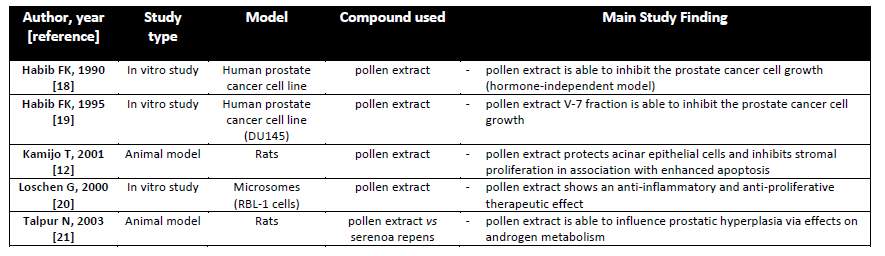 Author, year Study Model Compound used Main Study Finding
[reference] type
Habib FK, 1990 In vitro study Human prostate pollen extract - pollen extract is able to inhibit the prostate cancer cell growth
[18] cancer cell line (hormone-independent model)
Habib FK, 1995 In vitro study Human prostate pollen extract - pollen extract V-7 fraction is able to inhibit the prostate cancer cell
[19] cancer cell line growth
(DU145)
Kamijo T, 2001 Animal model Rats pollen extract - pollen extract protects acinar epithelial cells and inhibits stromal
[12] proliferation in association with enhanced apoptosis
Loschen G, 2000 In vitro study Microsomes pollen extract - pollen extract shows an anti-inflammatory and anti-proliferative
[20] (RBL-1 cells) therapeutic effect
Talpur N, 2003 Animal model Rats pollen extract vs - pollen extract is able to influence prostatic hyperplasia via effects on
[21] serenoa repens androgen metabolism